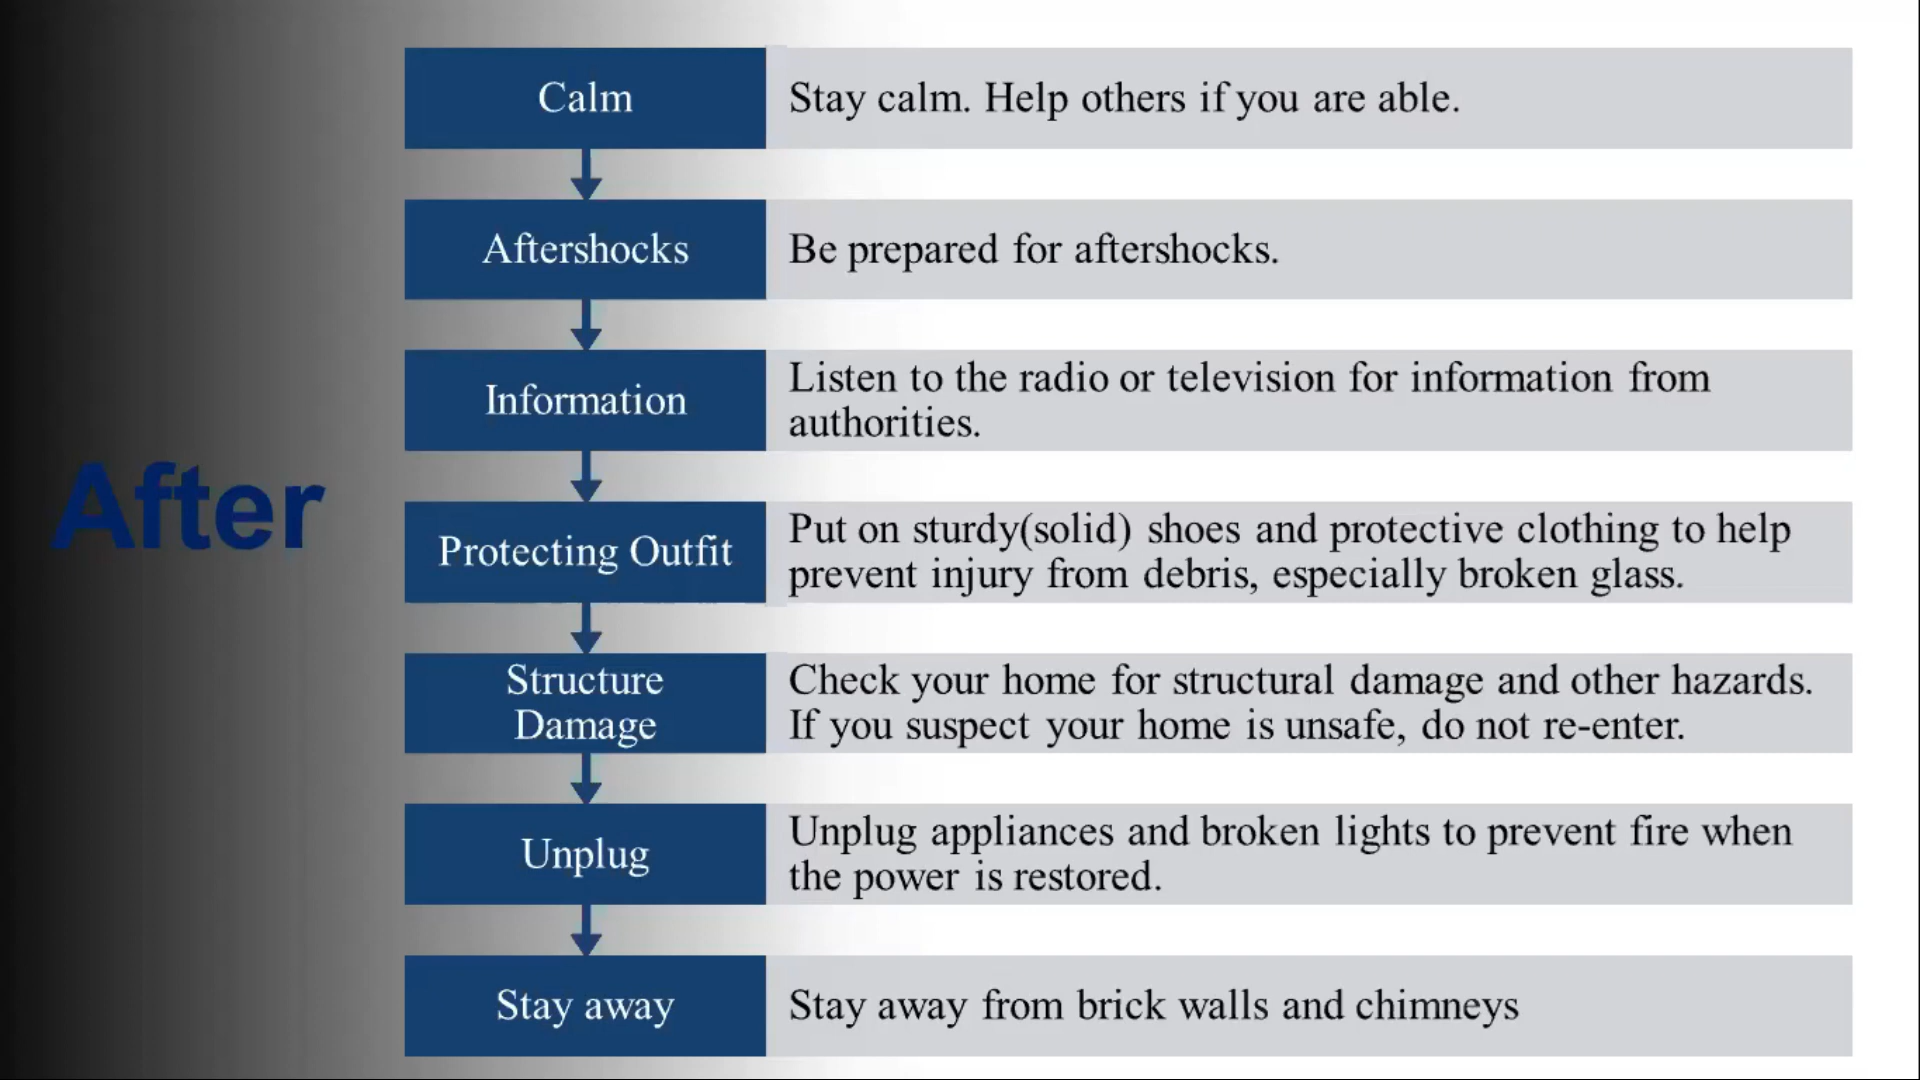 After
Calm
Stay calm. Help others if you are able.
Aftershocks
Be prepared for aftershocks.
Information
Listen to the radio or television for information from
authorities.
Protecting Outfit
Put on sturdy(solid) shoes and protective clothing to help
prevent injury from debris, especially broken glass.
Structure
Damage
Check your home for structural damage and other hazards.
If you suspect your home is unsafe, do not re-enter.
Unplug
Unplug appliances and broken lights to prevent fire when
the power is restored.
Stay away
Stay away from brick walls and chimneys